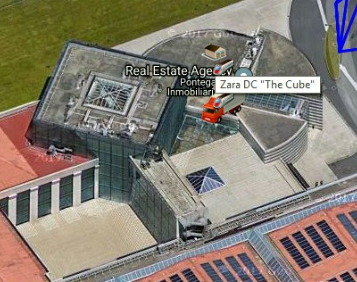 Real Estate Agency
Pontega
Inmobiliari
Zara DC "The Cube"